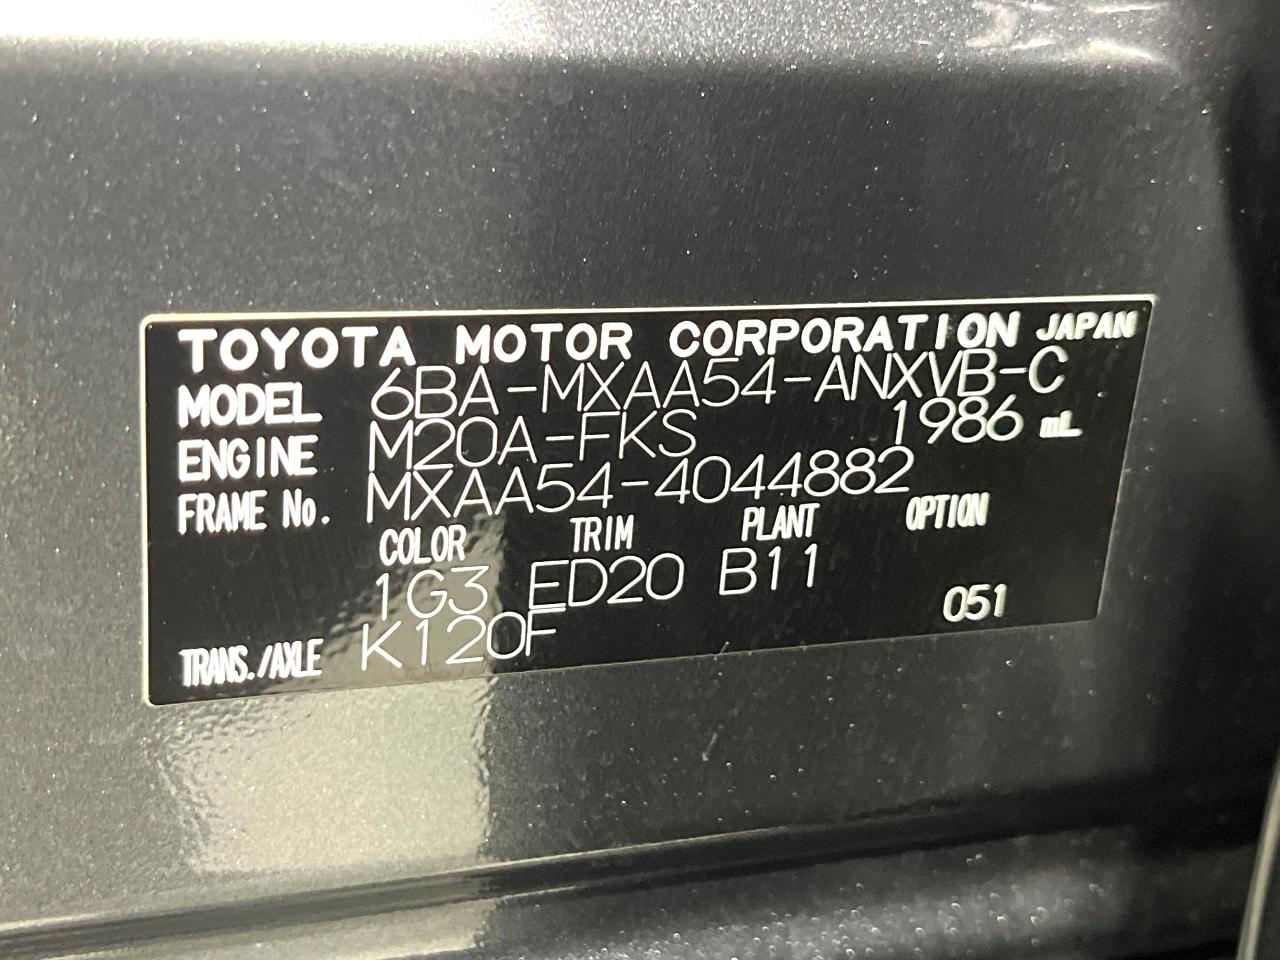 TOYOTA MOTOR CORPORATION JAPAN
MODEL 6BA-MXAA54-ANXVB-C
ENGINE M20A-FKS 1986 mL
FRAME No. MXAA54-4044882
COLOR TRIM PLANT OPTION
1G3 ED20 B11
TRANS./AXLE K120F 051